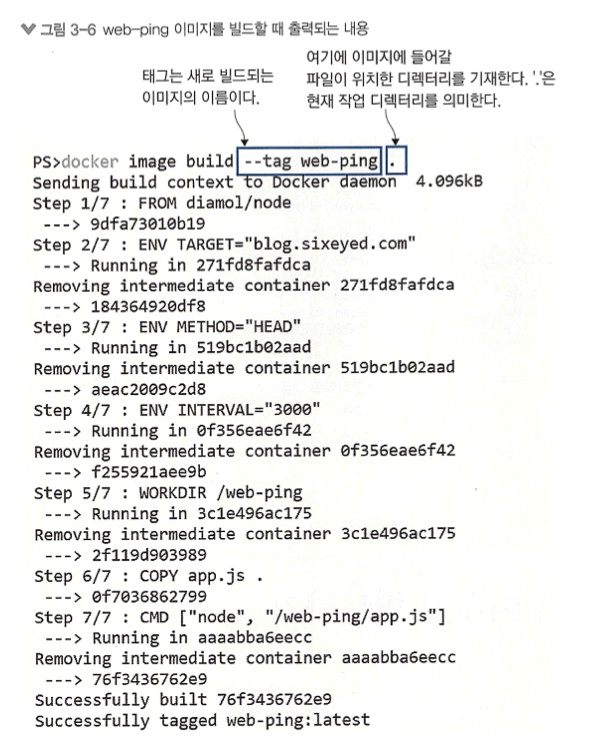 그림 3-6 web-ping 이미지를 빌드할 때 출력되는 내용
태그는 새로 빌드되는
이미지의 이름이다.
여기에 이미지에 들어갈
파일이 위치한 디렉터리를 기재한다. '.'은
현재 작업 디렉터리를 의미한다.
PS>docker image build --tag web-ping .
Sending build context to Docker daemon 4.096kB
Step 1/7 : FROM diamol/node
---> 9dfa73010b19
Step 2/7 : ENV TARGET="blog.sixeyed.com"
---> Running in 271fd8fafdca
Removing intermediate container 271fd8fafdca
---> 184364920df8
Step 3/7 : ENV METHOD="HEAD"
---> Running in 519bc1b02aad
Removing intermediate container 519bc1b02aad
---> aeac2009c2d8
Step 4/7 : ENV INTERVAL="3000"
---> Running in 0f356eae6f42
Removing intermediate container 0f356eae6f42
---> f255921aee9b
Step 5/7 : WORKDIR /web-ping
---> Running in 3c1e496ac175
Removing intermediate container 3c1e496ac175
---> 2f119d903989
Step 6/7 : COPY app.js .
---> 0f7036862799
Step 7/7 : CMD ["node", "/web-ping/app.js"]
---> Running in aaaabba6eecc
Removing intermediate container aaaabba6eecc
---> 76f3436762e9
Successfully built 76f3436762e9
Successfully tagged web-ping:latest